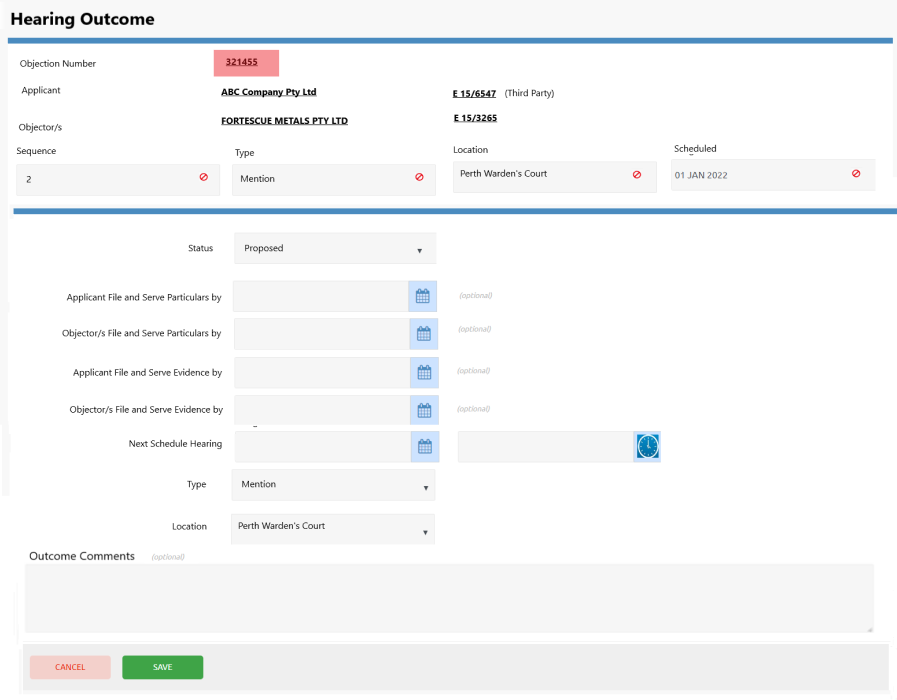 Hearing Outcome
Objection Number 321455
Applicant ABC Company Pty Ltd E 15/6547 (Third Party)
Objector/s FORTESCUE METALS PTY LTD E 15/3265
Sequence Type Location Scheduled
2 Mention Perth Warden's Court 01 JAN 2022
Status Proposed
Applicant File and Serve Particulars by (optional)
Objector/s File and Serve Particulars by (optional)
Applicant File and Serve Evidence by (optional)
Objector/s File and Serve Evidence by (optional)
Next Schedule Hearing
Type Mention
Location Perth Warden's Court
Outcome Comments (optional)
CANCEL SAVE